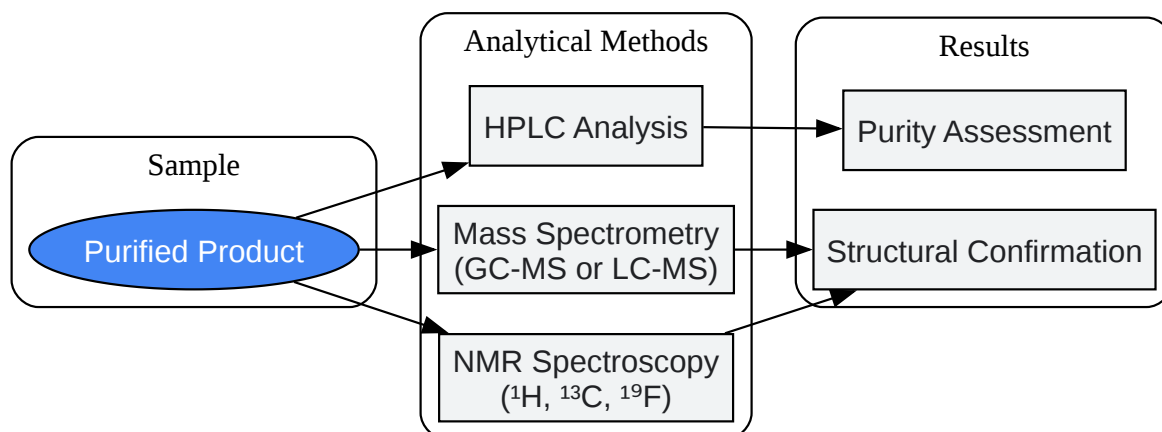 Sample
Purified Product
Analytical Methods
HPLC Analysis
Mass Spectrometry
(GC-MS or LC-MS)
NMR Spectroscopy
(¹H, ¹³C, ¹⁹F)
Results
Purity Assessment
Structural Confirmation